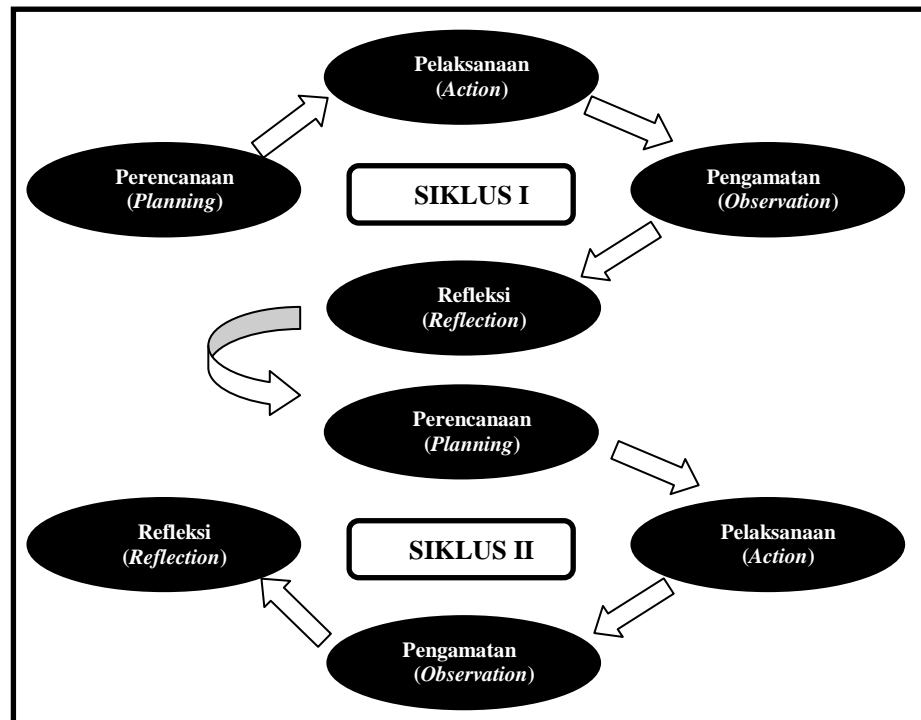 Pelaksanaan
(Action)
Perencanaan
(Planning)
SIKLUS I
Pengamatan
(Observation)
Refleksi
(Reflection)
Perencanaan
(Planning)
Refleksi
(Reflection)
SIKLUS II
Pelaksanaan
(Action)
Pengamatan
(Observation)